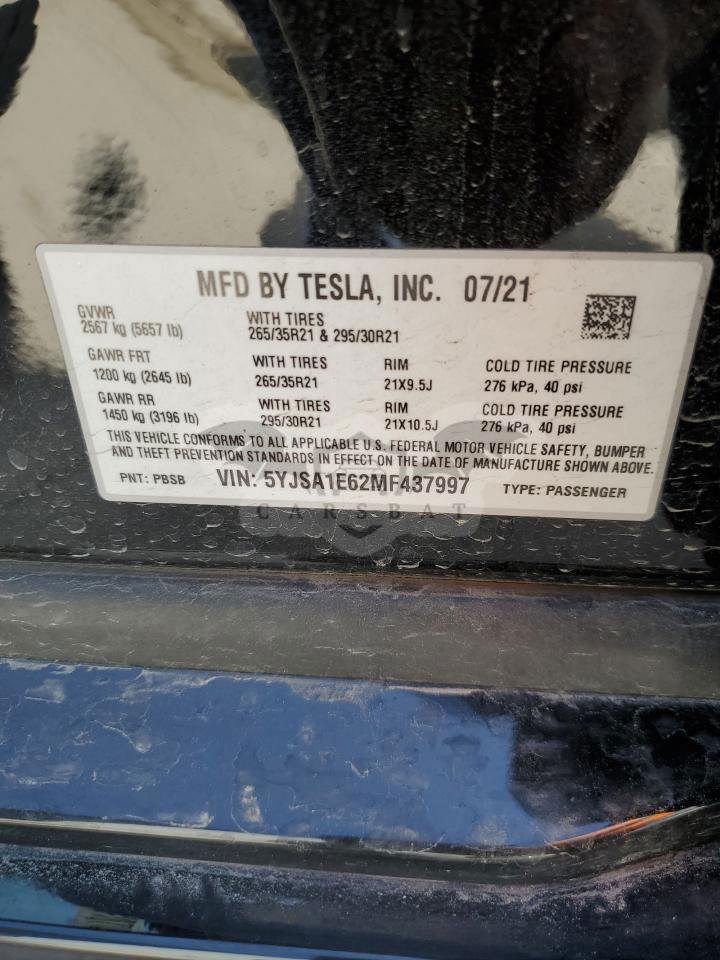 MFD BY TESLA, INC. 07/21
GVWR
2567 kg (5657 lb)
WITH TIRES
265/35R21 & 295/30R21
GAWR FRT
1200 kg (2645 lb)
WITH TIRES
265/35R21
RIM
21X9.5J
COLD TIRE PRESSURE
276 kPa, 40 psi
GAWR RR
1450 kg (3196 lb)
WITH TIRES
295/30R21
RIM
21X10.5J
COLD TIRE PRESSURE
276 kPa, 40 psi
THIS VEHICLE CONFORMS TO ALL APPLICABLE U.S. FEDERAL MOTOR VEHICLE SAFETY, BUMPER
AND THEFT PREVENTION STANDARDS IN EFFECT ON THE DATE OF MANUFACTURE SHOWN ABOVE.
PNT: PBSB VIN: 5YJSA1E62MF437997 TYPE: PASSENGER
CARSBAT